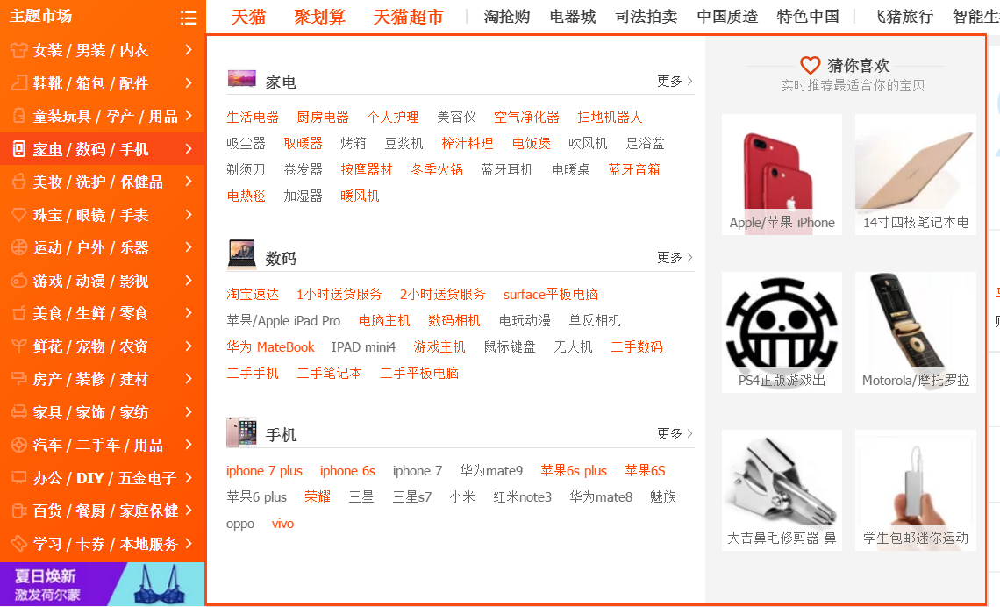 主题市场
天猫 聚划算 天猫超市 淘抢购 电器城 司法拍卖 中国质造 特色中国 飞猪旅行 智能生
女装 / 男装 / 内衣
鞋靴 / 箱包 / 配件
童装玩具 / 孕产 / 用品
家电 / 数码 / 手机
美妆 / 洗护 / 保健品
珠宝 / 眼镜 / 手表
运动 / 户外 / 乐器
游戏 / 动漫 / 影视
美食 / 生鲜 / 零食
鲜花 / 宠物 / 农资
房产 / 装修 / 建材
家具 / 家饰 / 家纺
汽车 / 二手车 / 用品
办公 / DIY / 五金电子
百货 / 餐厨 / 家庭保健
学习 / 卡券 / 本地服务
夏日焕新
激发荷尔蒙
家电 更多
生活电器 厨房电器 个人护理 美容仪 空气净化器 扫地机器人
吸尘器 取暖器 烤箱 豆浆机 榨汁料理 电饭煲 吹风机 足浴盆
剃须刀 卷发器 按摩器材 冬季火锅 蓝牙耳机 电暖桌 蓝牙音箱
电热毯 加湿器 暖风机
数码 更多
淘宝速达 1小时送货服务 2小时送货服务 surface平板电脑
苹果/Apple iPad Pro 电脑主机 数码相机 电玩动漫 单反相机
华为 MateBook IPAD mini4 游戏主机 鼠标键盘 无人机 二手数码
二手手机 二手笔记本 二手平板电脑
手机 更多
iphone 7 plus iphone 6s iphone 7 华为mate9 苹果6s plus 苹果6S
苹果6 plus 荣耀 三星 三星s7 小米 红米note3 华为mate8 魅族
oppo vivo
猜你喜欢
实时推荐最适合你的宝贝
Apple/苹果 iPhone 14寸四核笔记本电
PS4正版游戏出 Motorola/摩托罗拉
大吉鼻毛修剪器 鼻 学生包邮迷你运动